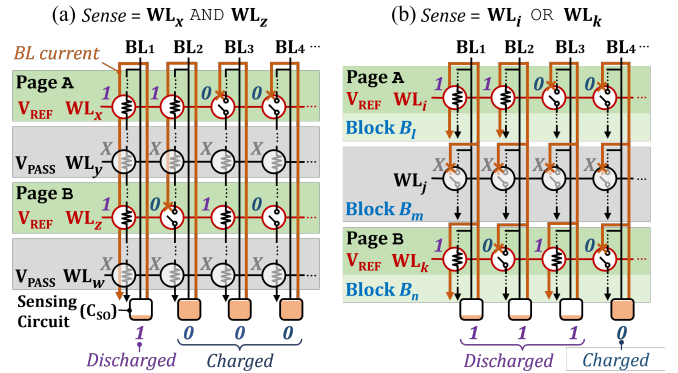 (a) Sense = WLx AND WLz
BL current
BL1 BL2 BL3 BL4 ...
Page A
1 1 0 0
VREF WLx
X X X X
VPASS WLy
Page B
1 0 1 0
VREF WLz
X X X X
VPASS WLw
Sensing Circuit (CSO)
1 0 0 0
Discharged Charged
(b) Sense = WLi OR WLk
BL1 BL2 BL3 BL4 ...
Page A
1 1 0 0
VREF WLi
Block Bl
X X X X
WLj
Block Bm
Page B
1 0 1 0
VREF WLk
Block Bn
1 1 1 0
Discharged Charged